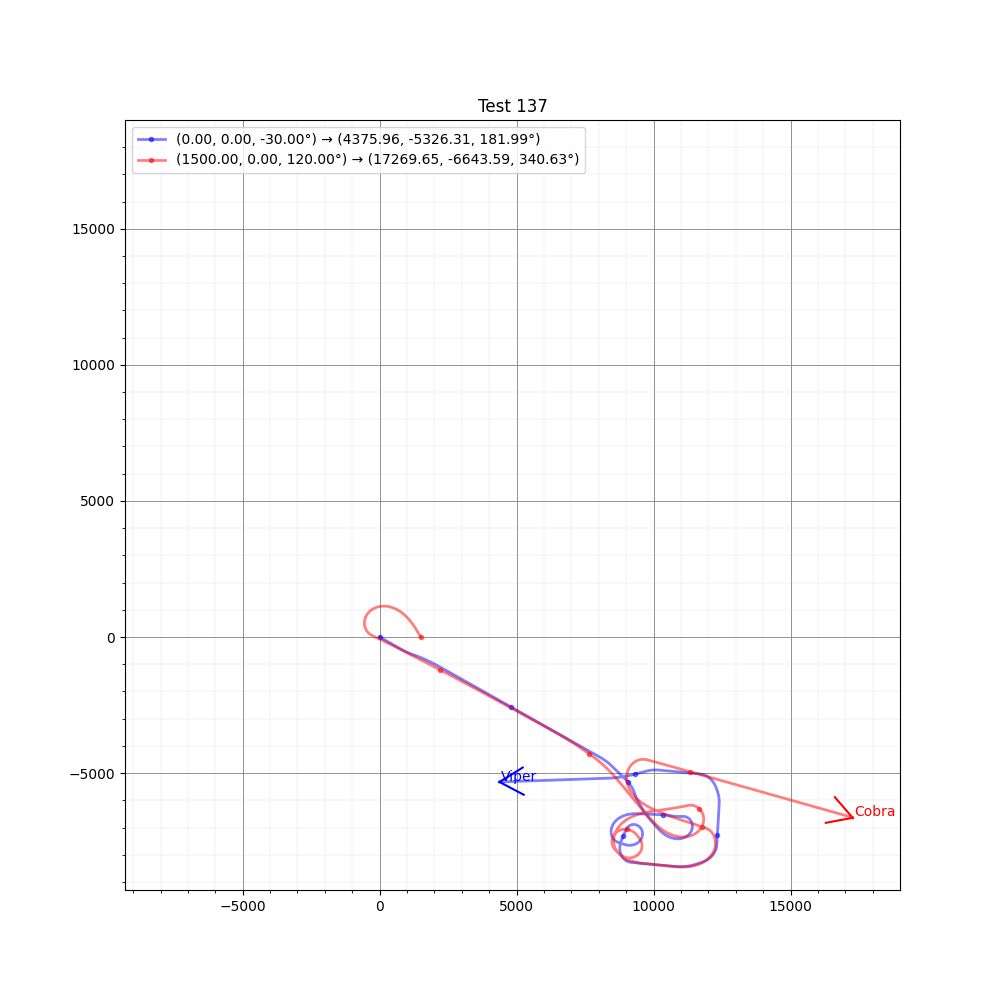 Test 137
(0.00, 0.00, -30.00°) → (4375.96, -5326.31, 181.99°)
(1500.00, 0.00, 120.00°) → (17269.65, -6643.59, 340.63°)
15000
10000
5000
0
−5000
Viper
Cobra
−5000 0 5000 10000 15000